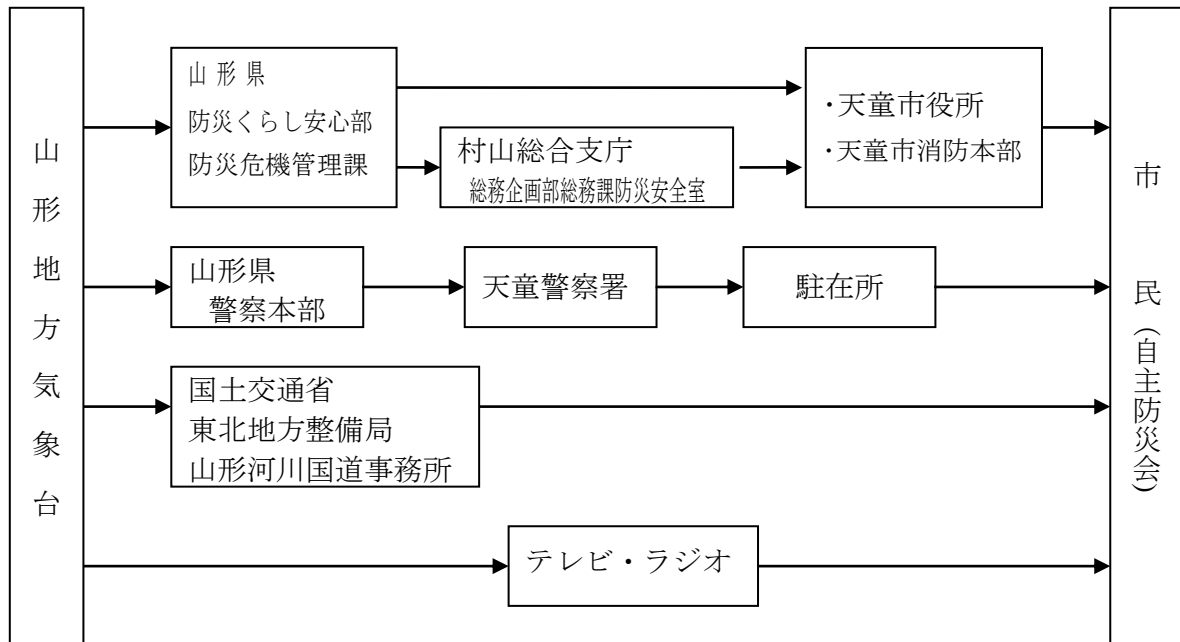 山形地方気象台
山形県
防災くらし安心部
防災危機管理課
村山総合支庁
総務企画部総務課防災安全室
・天童市役所
・天童市消防本部
山形県
警察本部
天童警察署
駐在所
国土交通省
東北地方整備局
山形河川国道事務所
テレビ・ラジオ
市民(自主防災会)